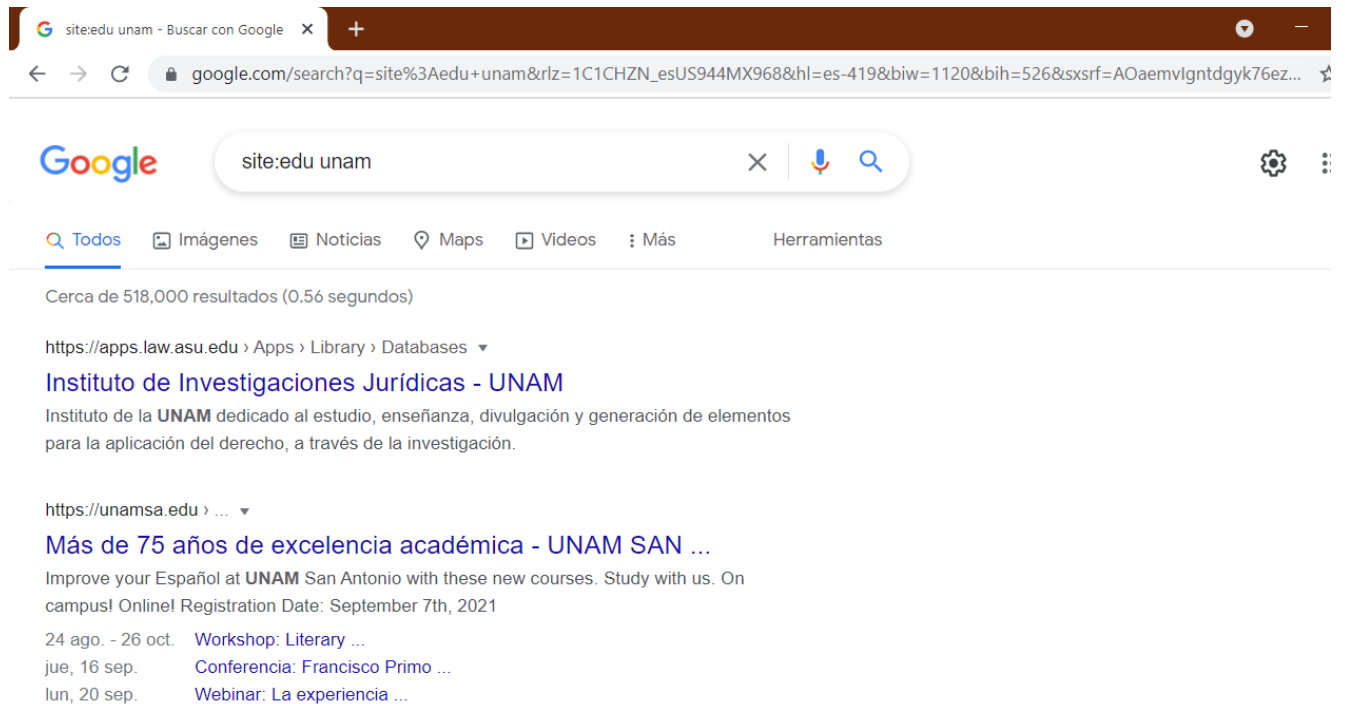 site:edu unam - Buscar con Google
google.com/search?q=site%3Aedu+unam&rlz=1C1CHZN_esUS944MX968&hl=es-419&biw=1120&bih=526&sxsrf=AOaemvIgntdgyk76ez...
Google
site:edu unam
Todos Imágenes Noticias Maps Videos Más Herramientas
Cerca de 518,000 resultados (0.56 segundos)
https://apps.law.asu.edu › Apps › Library › Databases
Instituto de Investigaciones Jurídicas - UNAM
Instituto de la UNAM dedicado al estudio, enseñanza, divulgación y generación de elementos
para la aplicación del derecho, a través de la investigación.
https://unamsa.edu › ...
Más de 75 años de excelencia académica - UNAM SAN ...
Improve your Español at UNAM San Antonio with these new courses. Study with us. On
campus! Online! Registration Date: September 7th, 2021
24 ago. - 26 oct. Workshop: Literary ...
jue, 16 sep. Conferencia: Francisco Primo ...
lun, 20 sep. Webinar: La experiencia ...